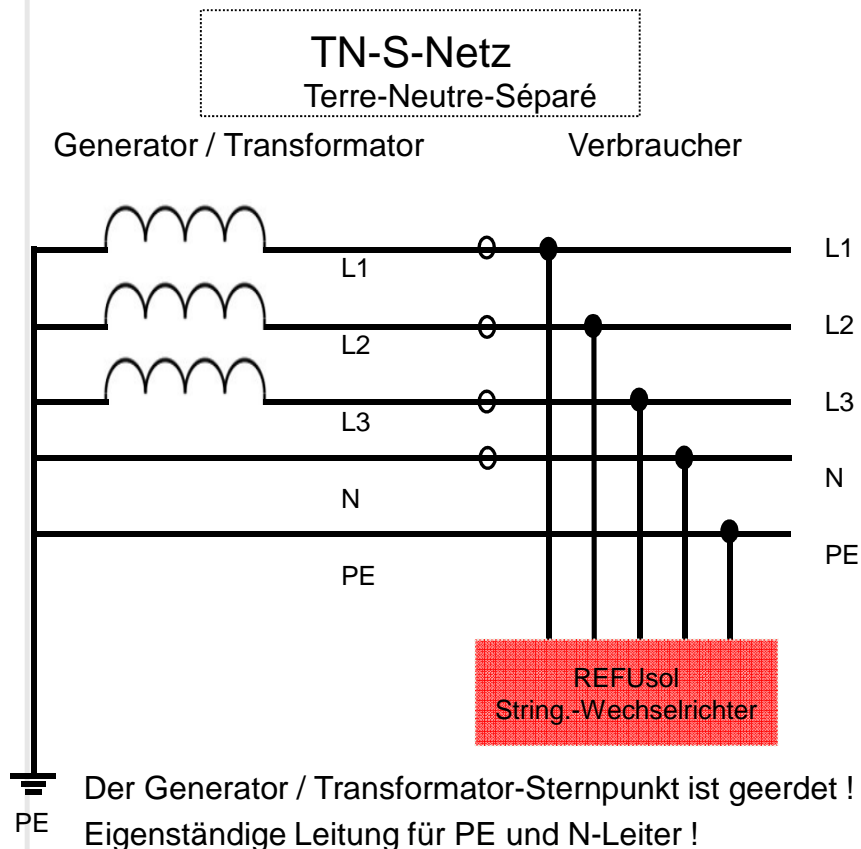 TN-S-Netz
Terre-Neutre-Séparé
Generator / Transformator
Verbraucher
L1
L1
L2
L2
L3
L3
N
N
PE
PE
REFUsol
String.-Wechselrichter
Der Generator / Transformator-Sternpunkt ist geerdet !
PE
Eigenständige Leitung für PE und N-Leiter !